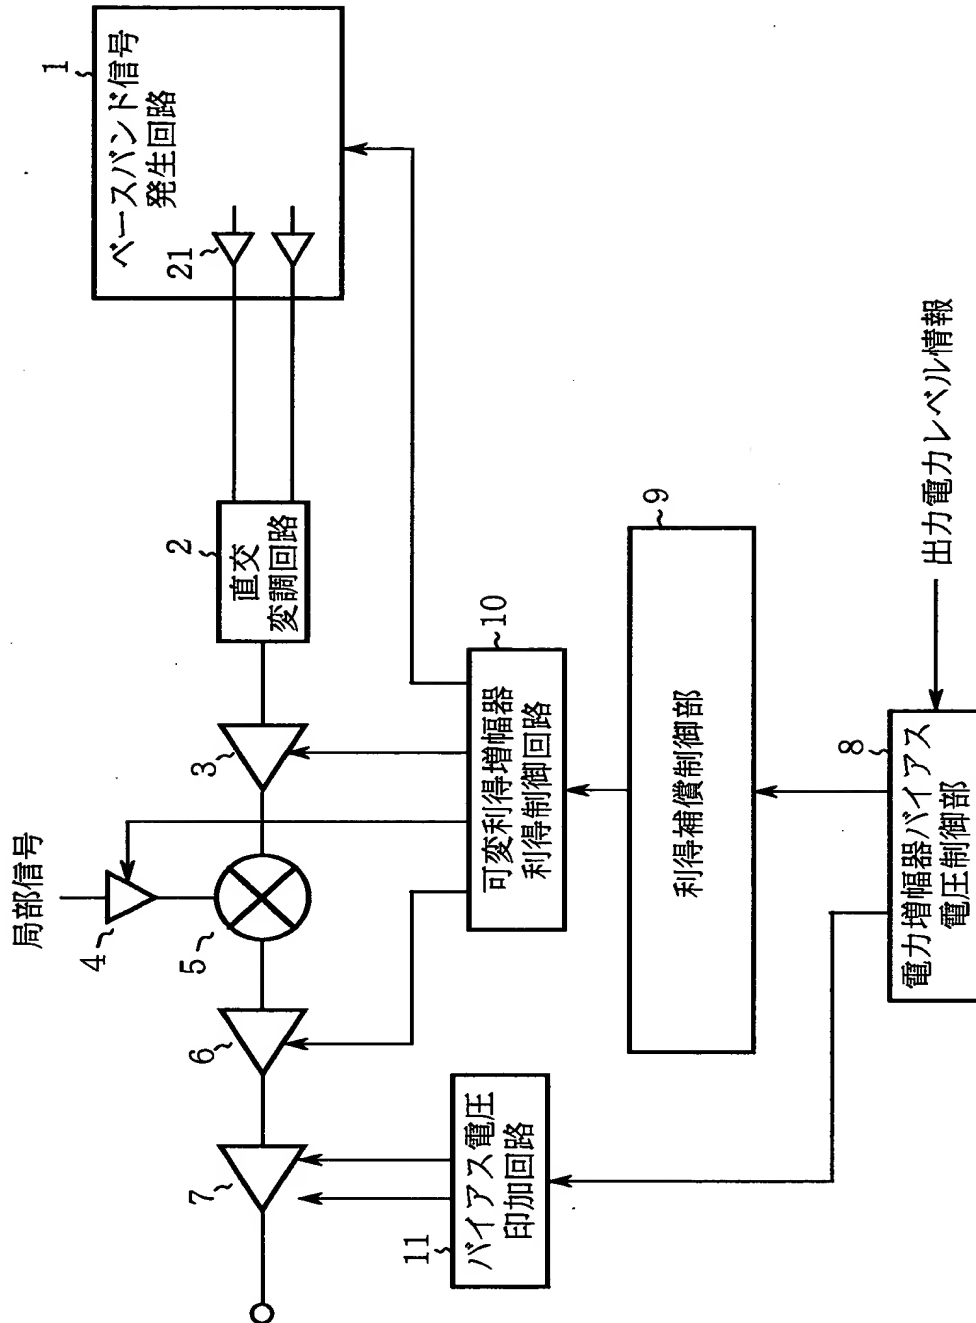 局部信号
1
ベースバンド信号
発生回路
21
2
直交
変調回路
3
4
5
6
7
10
可変利得増幅器
利得制御回路
9
利得補償制御部
8
電力増幅器バイアス
電圧制御部
出力電力レベル情報
11
バイアス電圧
印加回路